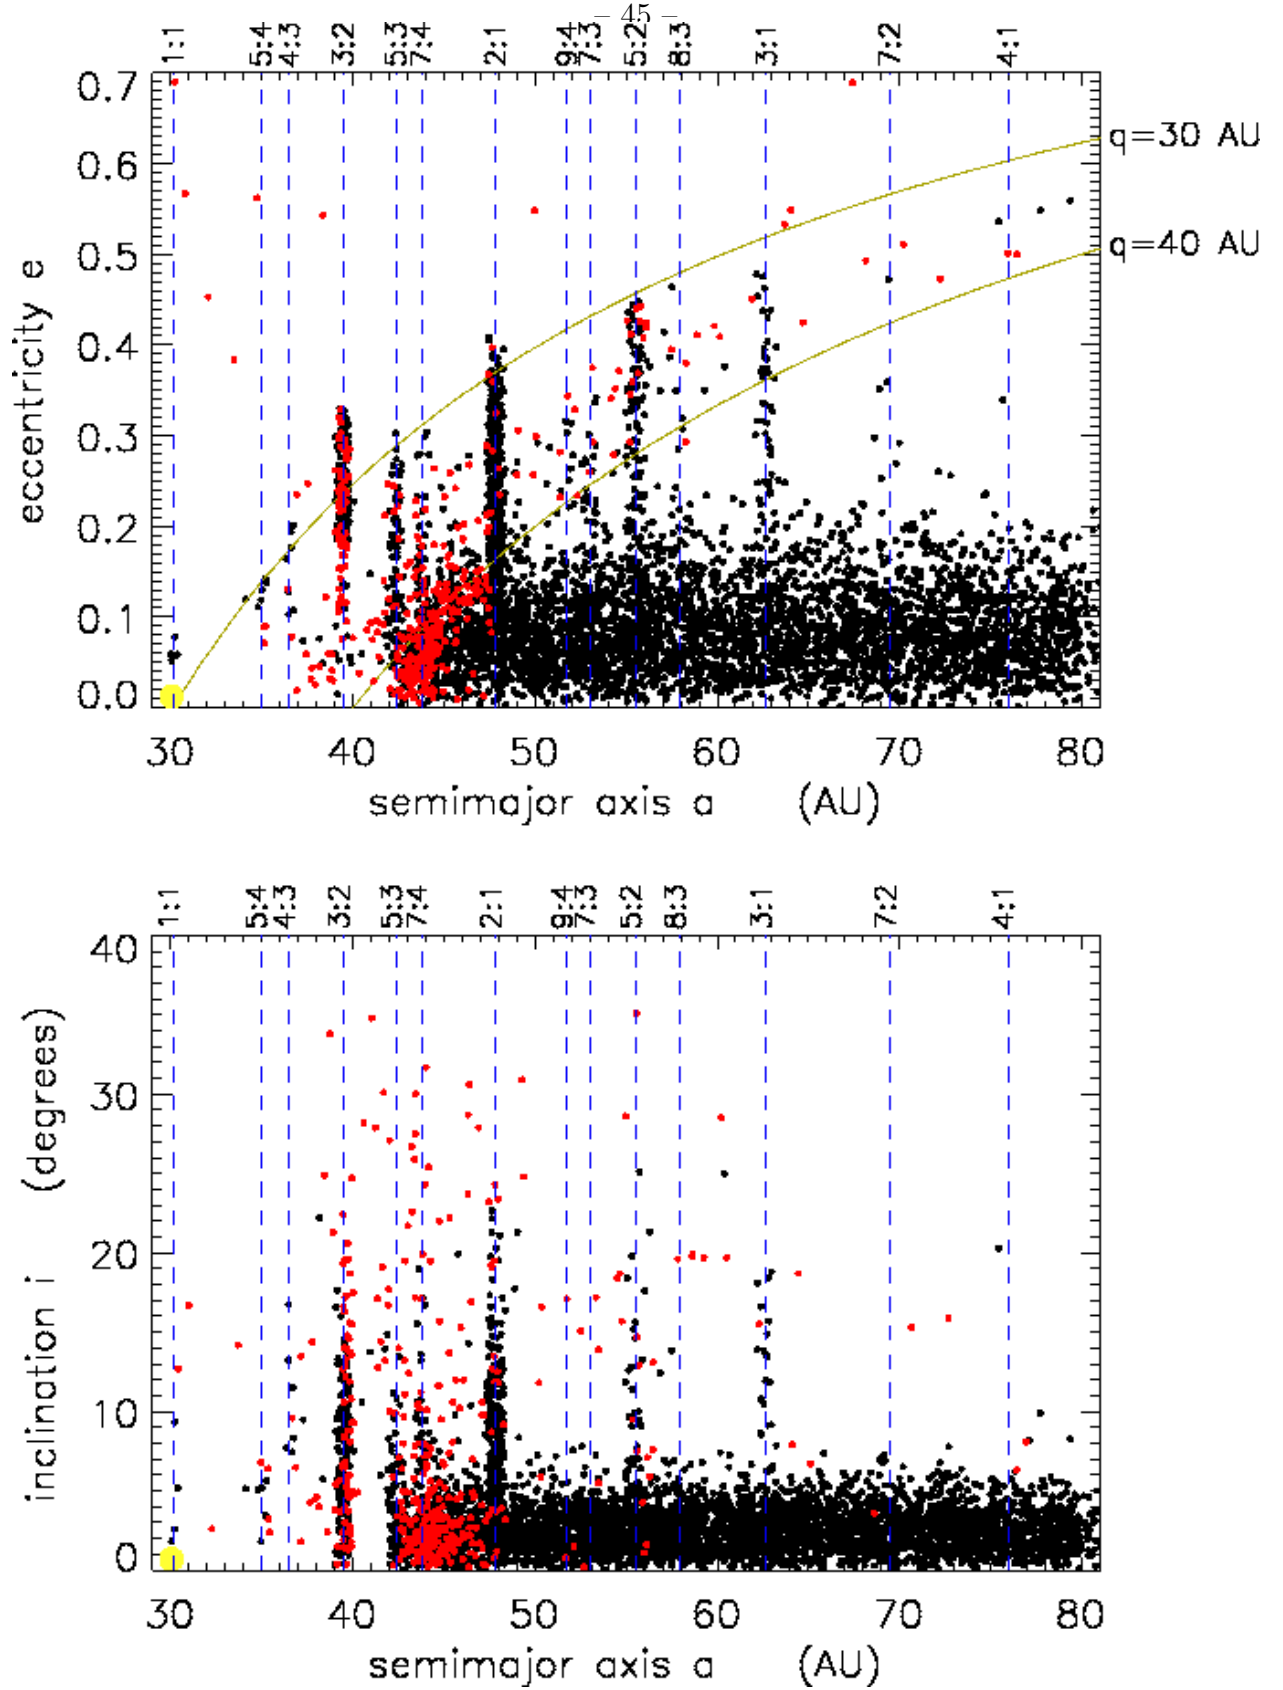 – 45 –
1:1 5:4 4:3 3:2 5:3 7:4 2:1 9:4 7:3 5:2 8:3 3:1 7:2 4:1
0.7
q=30 AU
0.6
q=40 AU
0.5
0.4
0.3
0.2
0.1
0.0
eccentricity e
30 40 50 60 70 80
semimajor axis a (AU)
1:1 5:4 4:3 3:2 5:3 7:4 2:1 9:4 7:3 5:2 8:3 3:1 7:2 4:1
40
30
20
10
0
inclination i (degrees)
30 40 50 60 70 80
semimajor axis a (AU)